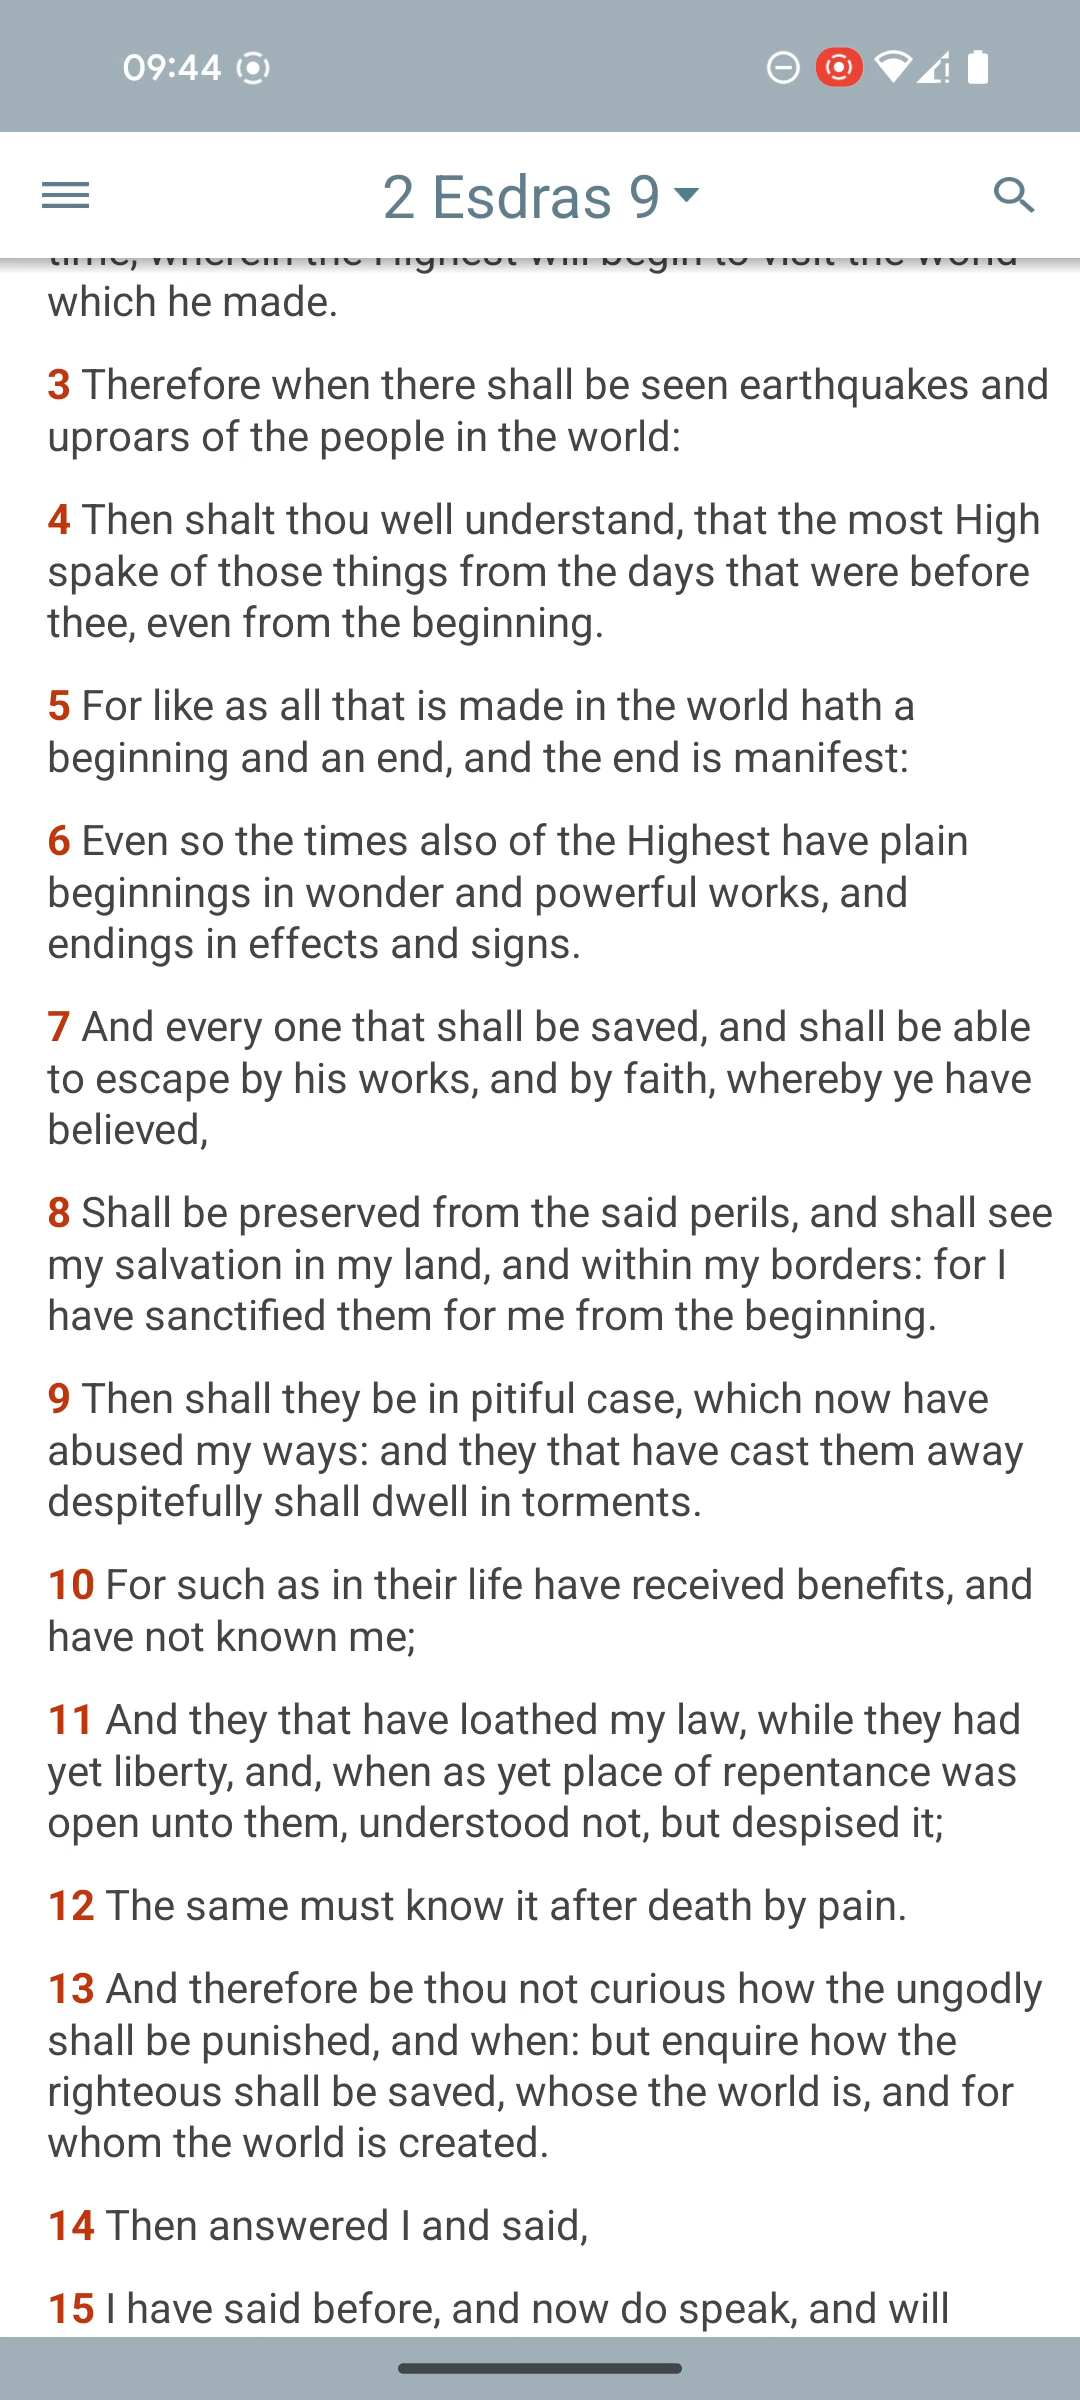 09:44
2 Esdras 9
time, wherein the Highest will begin to visit the world
which he made.
3 Therefore when there shall be seen earthquakes and
uproars of the people in the world:
4 Then shalt thou well understand, that the most High
spake of those things from the days that were before
thee, even from the beginning.
5 For like as all that is made in the world hath a
beginning and an end, and the end is manifest:
6 Even so the times also of the Highest have plain
beginnings in wonder and powerful works, and
endings in effects and signs.
7 And every one that shall be saved, and shall be able
to escape by his works, and by faith, whereby ye have
believed,
8 Shall be preserved from the said perils, and shall see
my salvation in my land, and within my borders: for I
have sanctified them for me from the beginning.
9 Then shall they be in pitiful case, which now have
abused my ways: and they that have cast them away
despitefully shall dwell in torments.
10 For such as in their life have received benefits, and
have not known me;
11 And they that have loathed my law, while they had
yet liberty, and, when as yet place of repentance was
open unto them, understood not, but despised it;
12 The same must know it after death by pain.
13 And therefore be thou not curious how the ungodly
shall be punished, and when: but enquire how the
righteous shall be saved, whose the world is, and for
whom the world is created.
14 Then answered I and said,
15 I have said before, and now do speak, and will